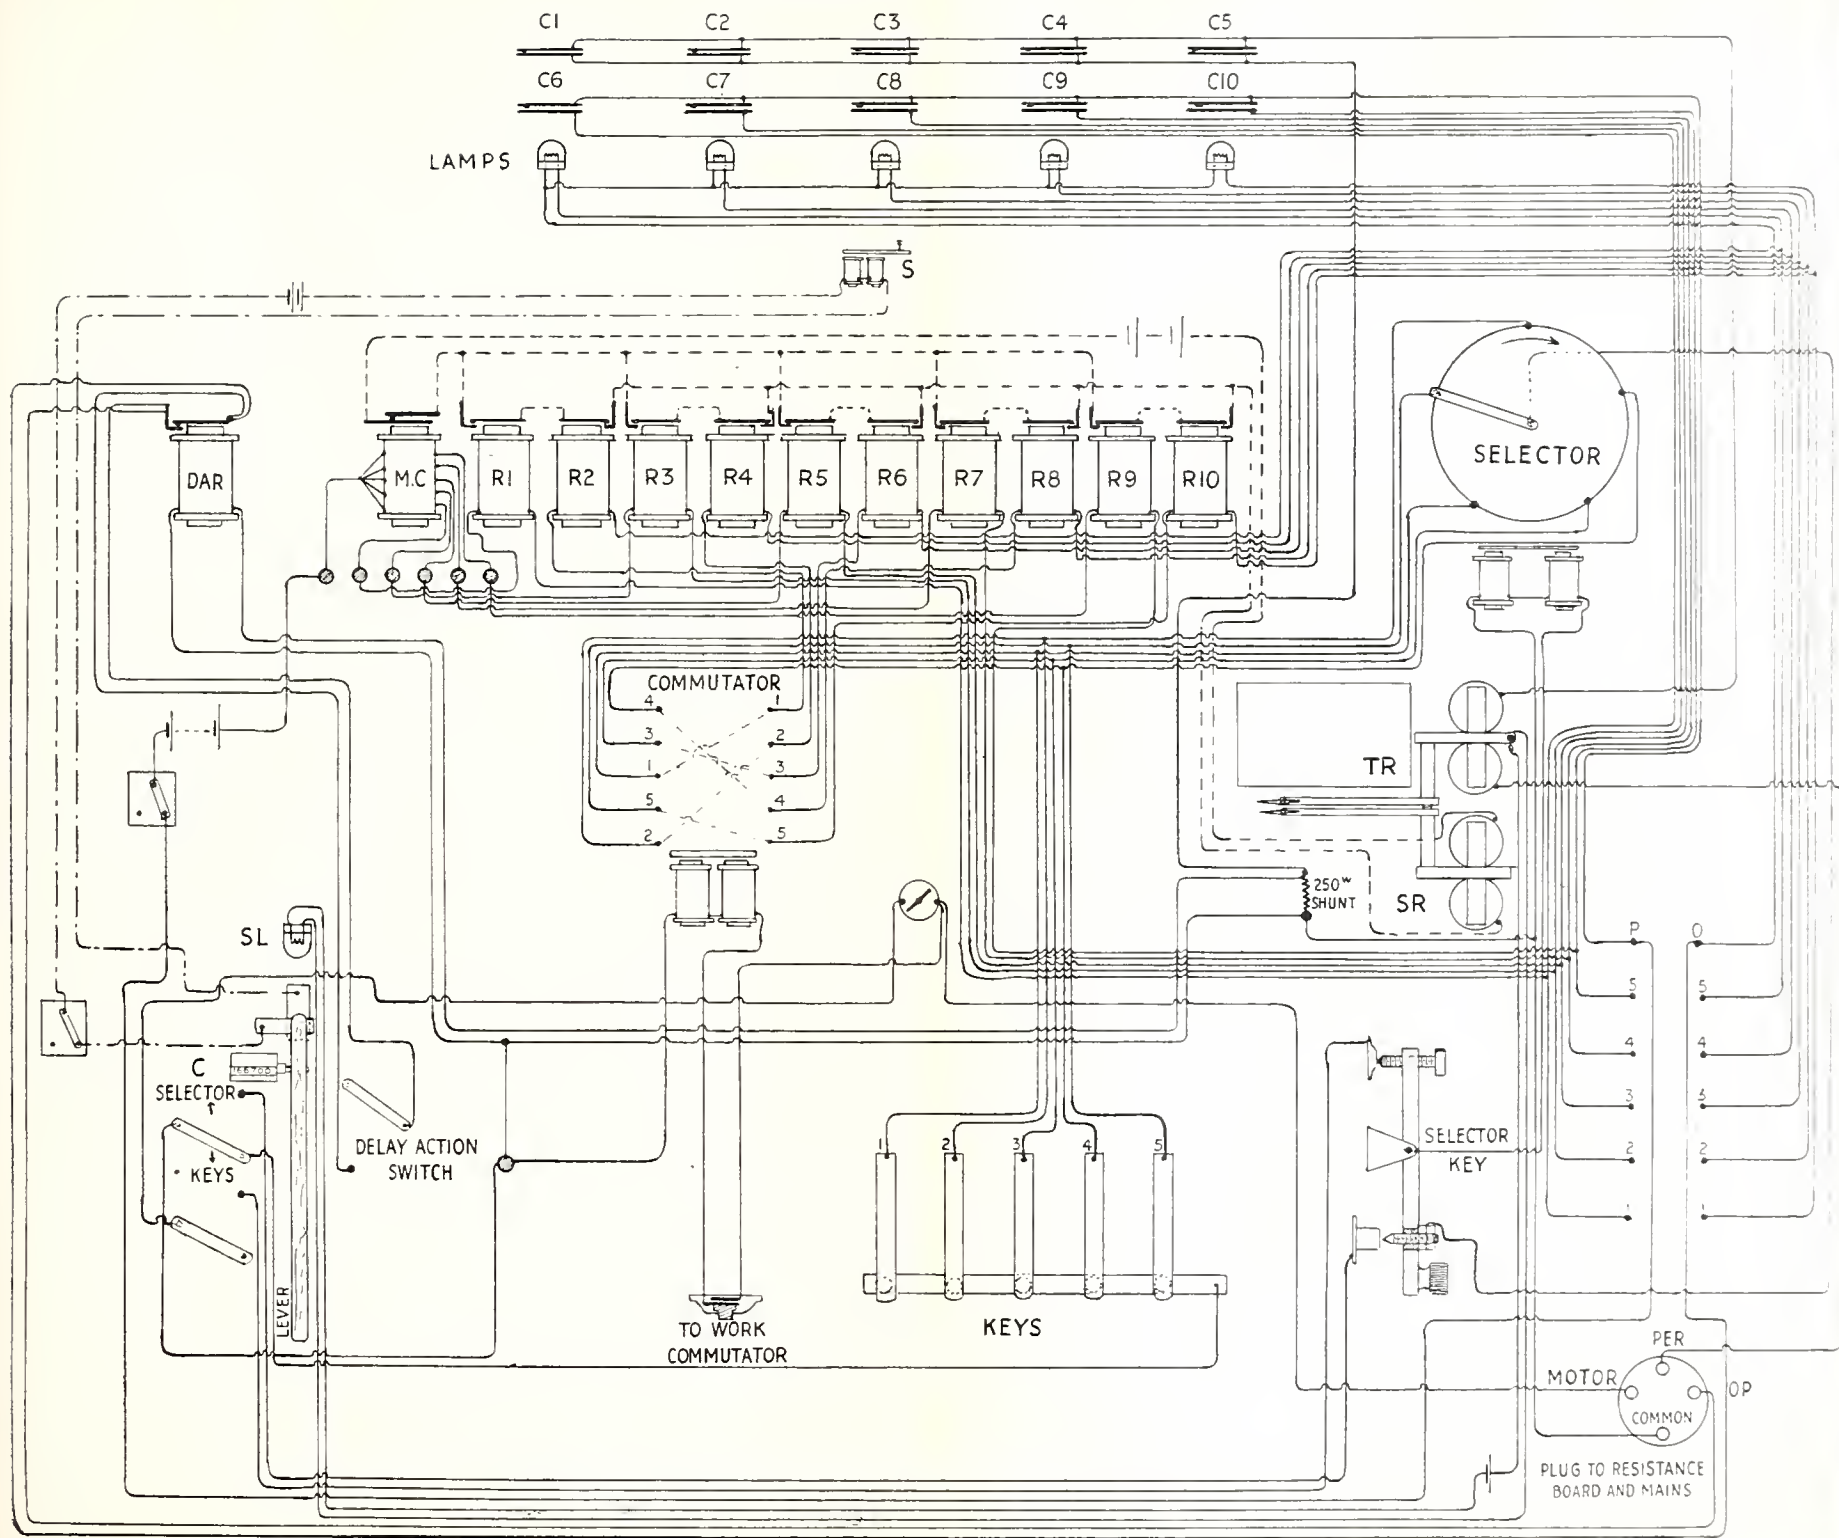 C1 C2 C3 C4 C5
C6 C7 C8 C9 C10
LAMPS
S
DAR M.C R1 R2 R3 R4 R5 R6 R7 R8 R9 R10
SELECTOR
COMMUTATOR
4 1
3 2
1 3
5 4
2 5
TR
250ω
SHUNT
SR
SL
P O
5 5
4 4
3 3
2 2
1
C
SELECTOR
KEYS
DELAY ACTION
SWITCH
LEVER
1 2 3 4 5
KEYS
SELECTOR
KEY
TO WORK
COMMUTATOR
PER
MOTOR OP
COMMON
PLUG TO RESISTANCE
BOARD AND MAINS